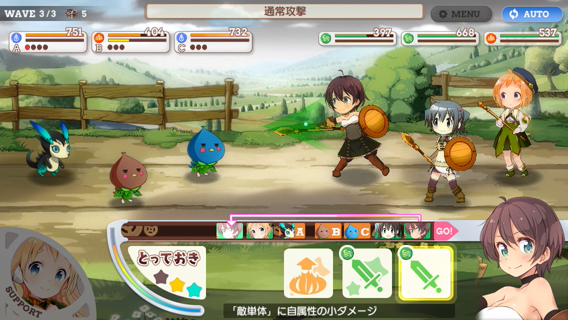 WAVE 3/3 5
通常攻撃
MENU
AUTO
751
404
732
397
668
537
A
B
C
A B C GO!
とっておき
SUPPORT
「敵単体」に自属性の小ダメージ